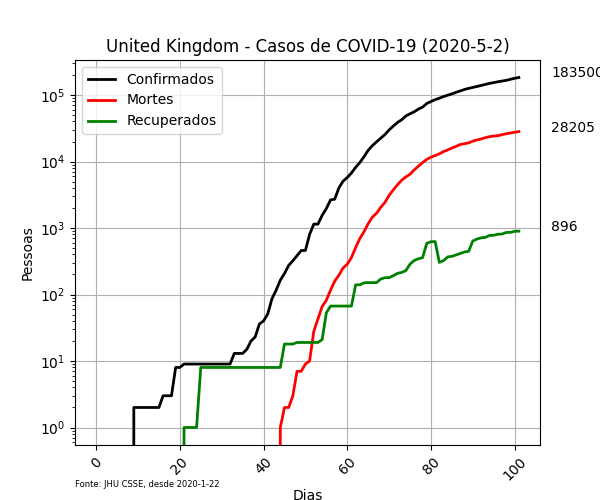 United Kingdom - Casos de COVID-19 (2020-5-2)
Confirmados
Mortes
Recuperados
183500
28205
896
Pessoas
10^5
10^4
10^3
10^2
10^1
10^0
0 20 40 60 80 100
Dias
Fonte: JHU CSSE, desde 2020-1-22